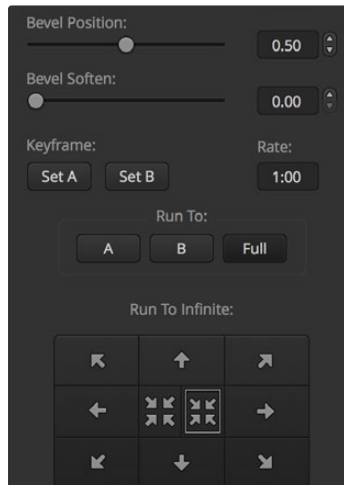 Bevel Position:
0.50
Bevel Soften:
0.00
Keyframe: Rate:
Set A Set B 1:00
Run To:
A B Full
Run To Infinite: